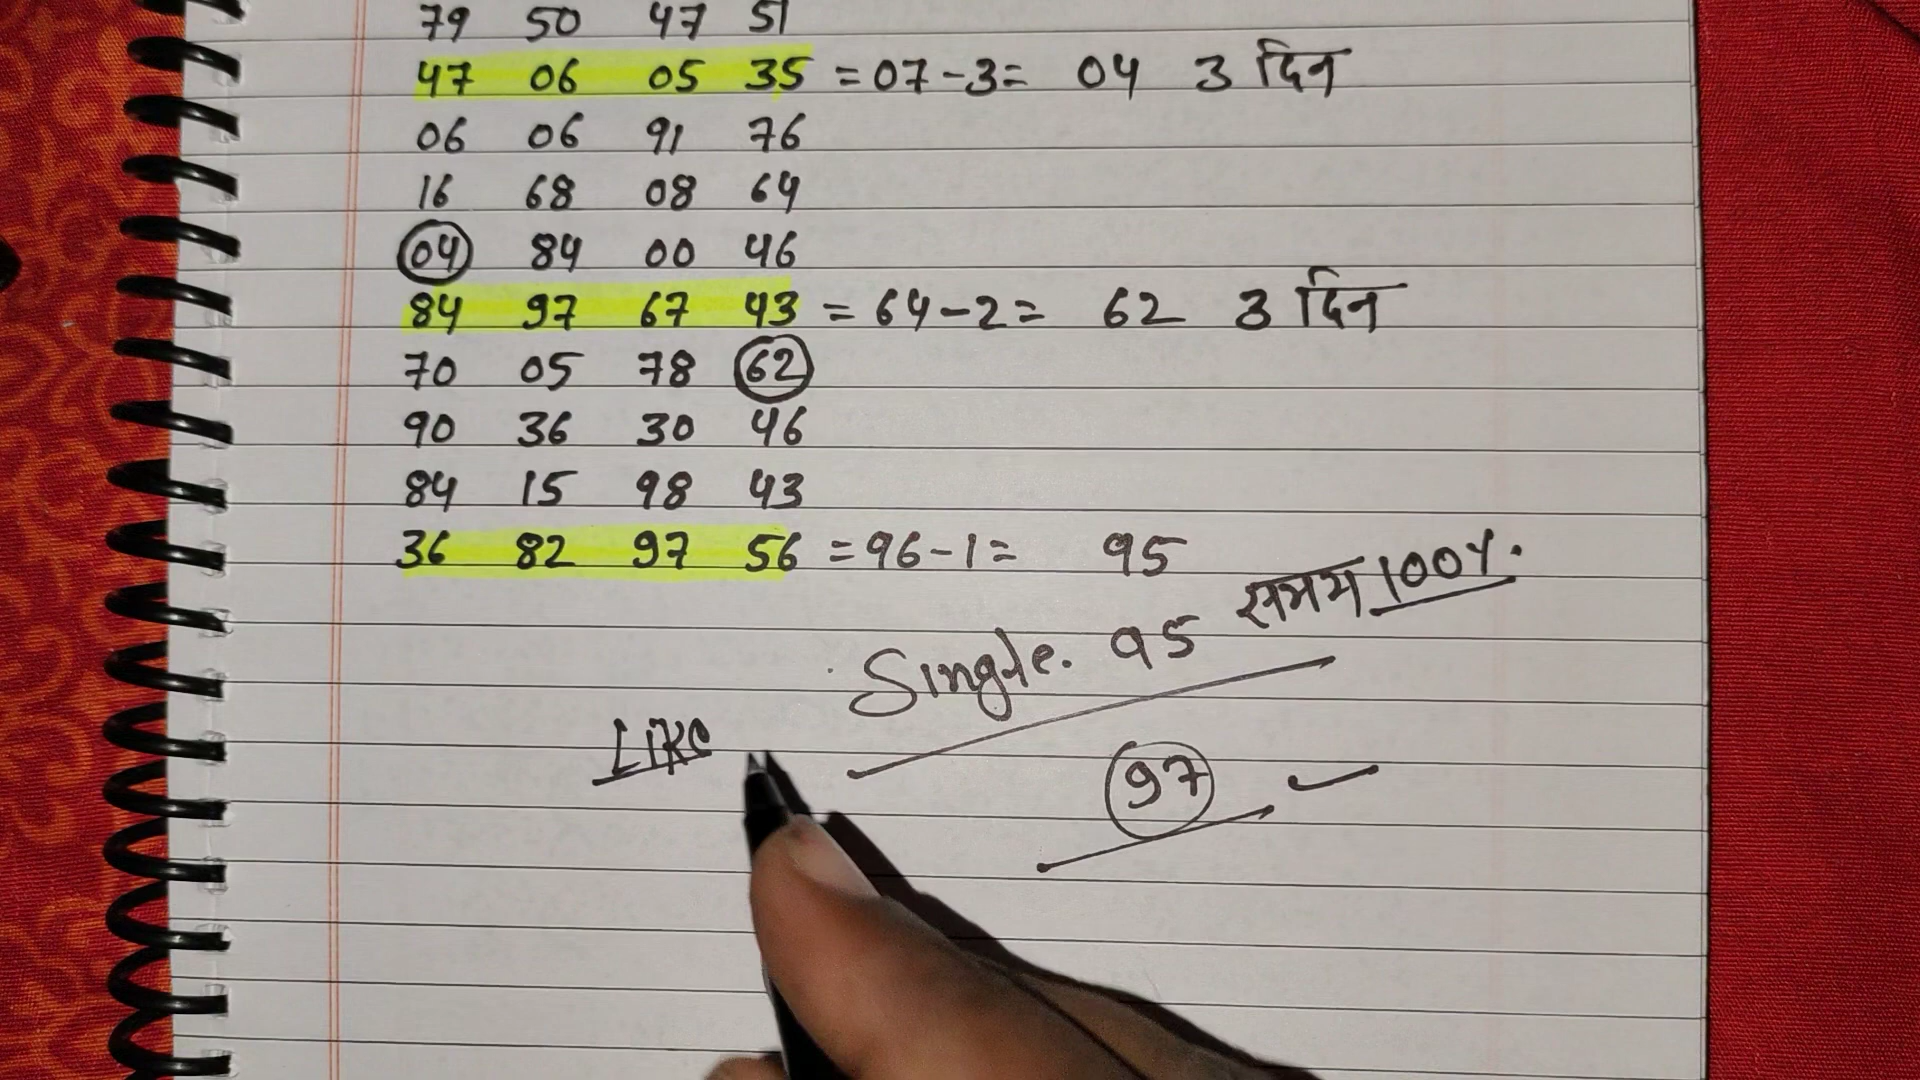 79 50 47 51
47 06 05 35 = 07-3= 04 3 दिन
06 06 91 76
16 68 08 64
04 84 00 46
84 97 67 43 = 64-2= 62 3 दिन
70 05 78 62
90 36 30 46
84 15 98 43
36 82 97 56 = 96-1= 95
Single. 95 समय 100%.
Like
97